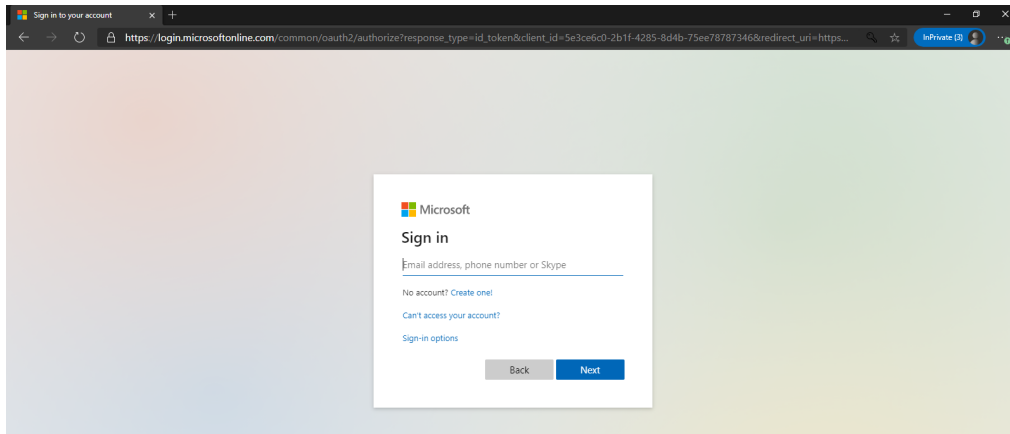 Sign in to your account
https://login.microsoftonline.com/common/oauth2/authorize?response_type=id_token&client_id=5e3ce6c0-2b1f-4285-8d4b-75ee78787346&redirect_uri=https...
InPrivate (3)
Microsoft
Sign in
Email address, phone number or Skype
No account? Create one!
Can't access your account?
Sign-in options
Back
Next